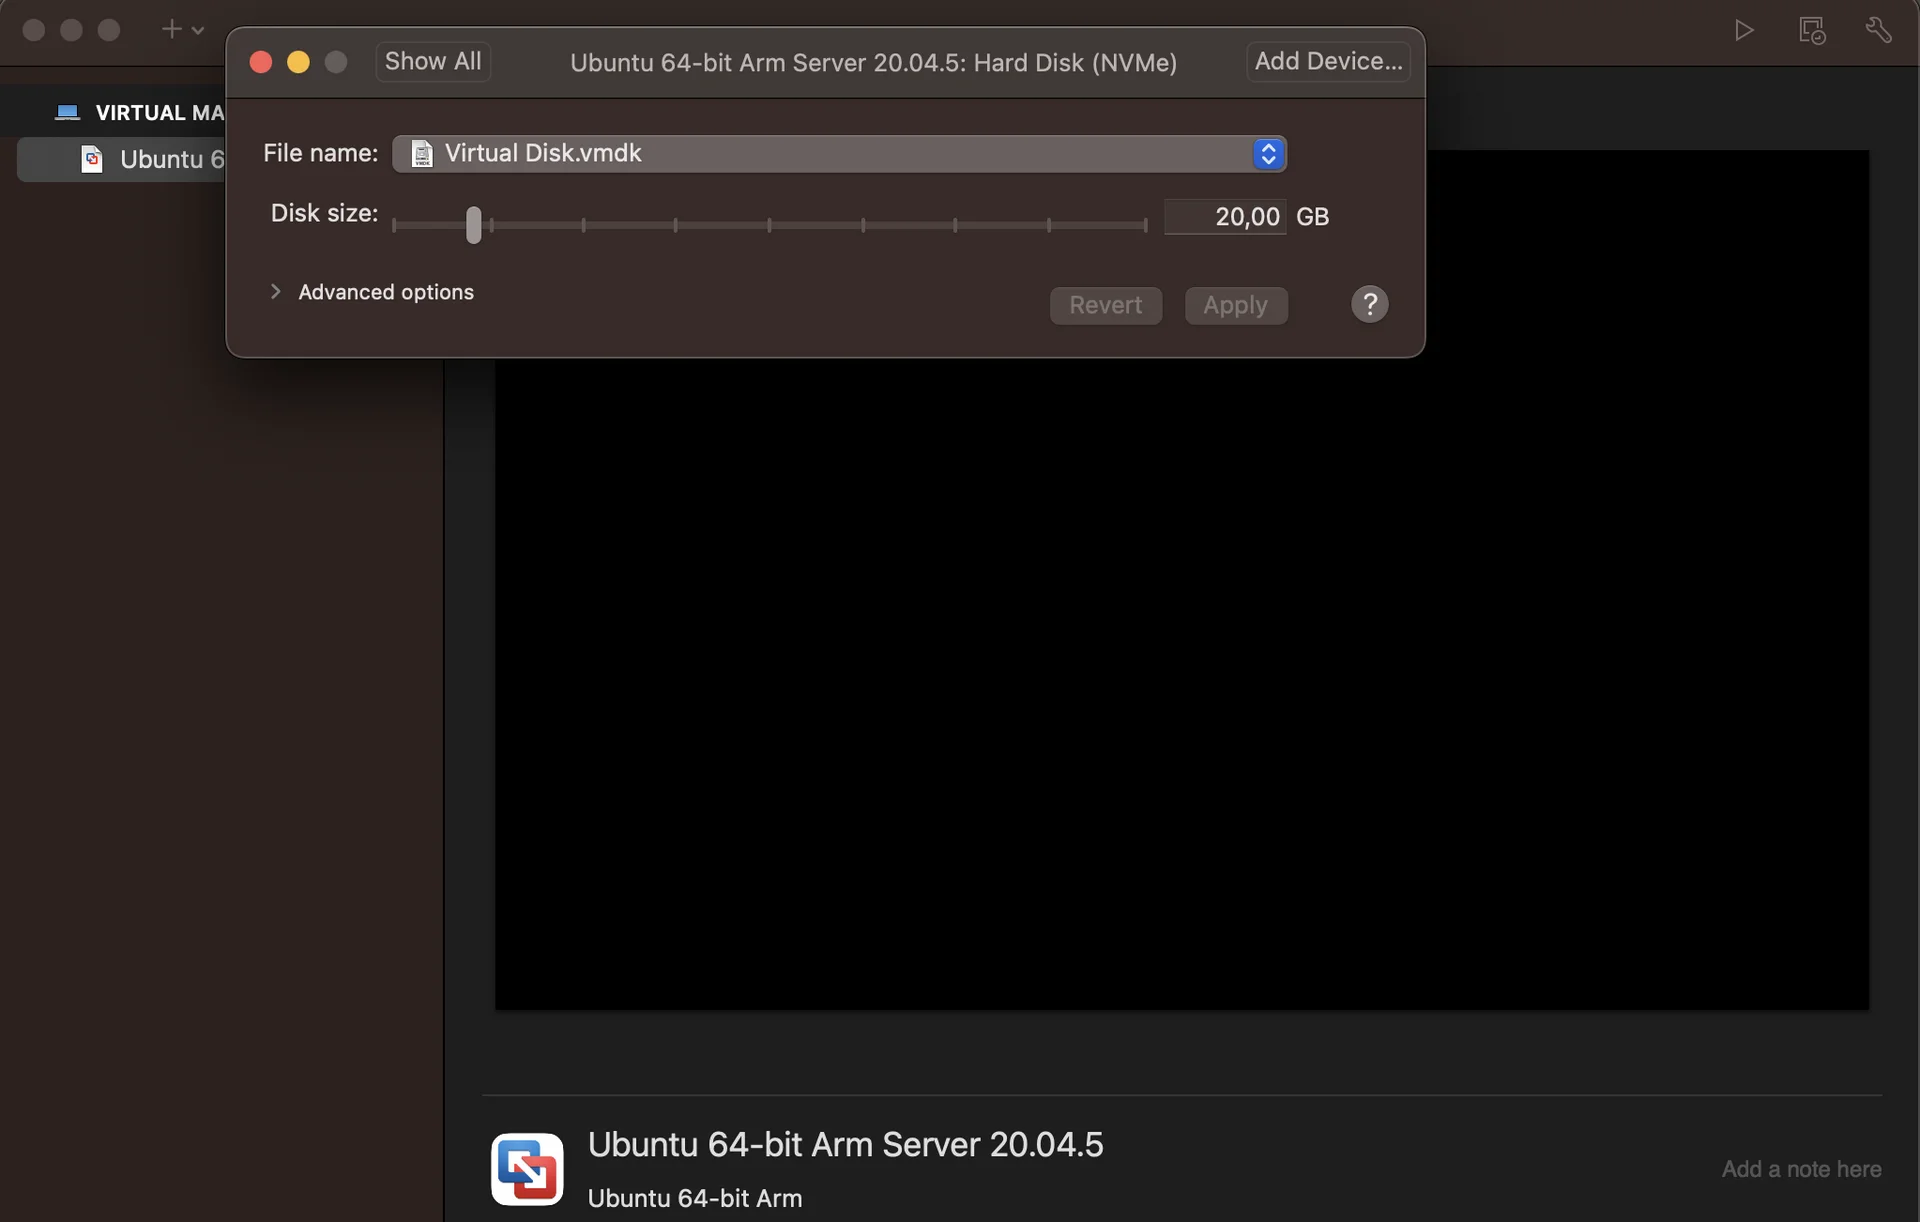 Show All
Ubuntu 64-bit Arm Server 20.04.5: Hard Disk (NVMe)
Add Device...
VIRTUAL MA
Ubuntu 6
File name:
Virtual Disk.vmdk
Disk size:
20,00 GB
Advanced options
Revert
Apply
?
Ubuntu 64-bit Arm Server 20.04.5
Ubuntu 64-bit Arm
Add a note here